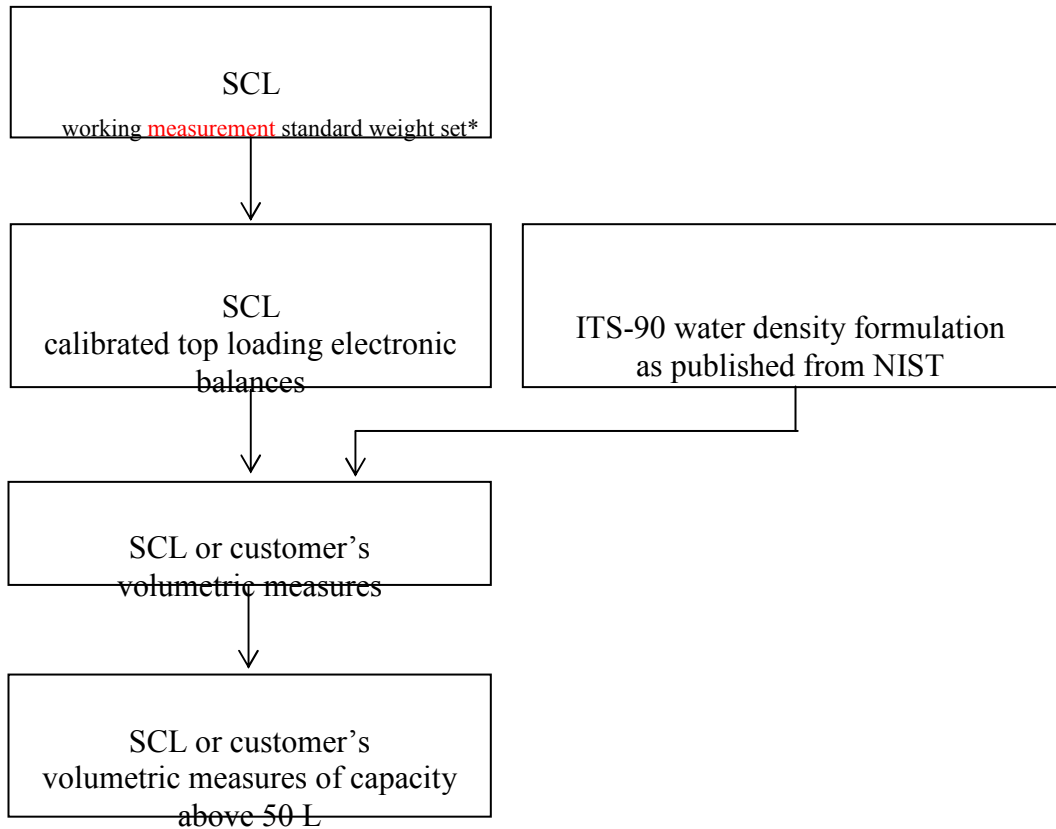 SCL
working measurement standard weight set*
SCL
calibrated top loading electronic
balances
ITS-90 water density formulation
as published from NIST
SCL or customer’s
volumetric measures
SCL or customer’s
volumetric measures of capacity
above 50 L